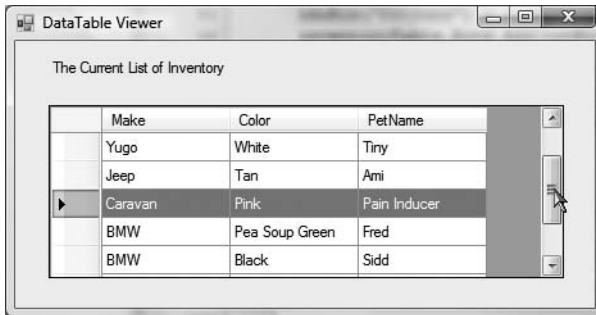 DataTable Viewer
The Current List of Inventory
Make Color PetName
Yugo White Tiny
Jeep Tan Ami
Caravan Pink Pain Inducer
BMW Pea Soup Green Fred
BMW Black Sidd